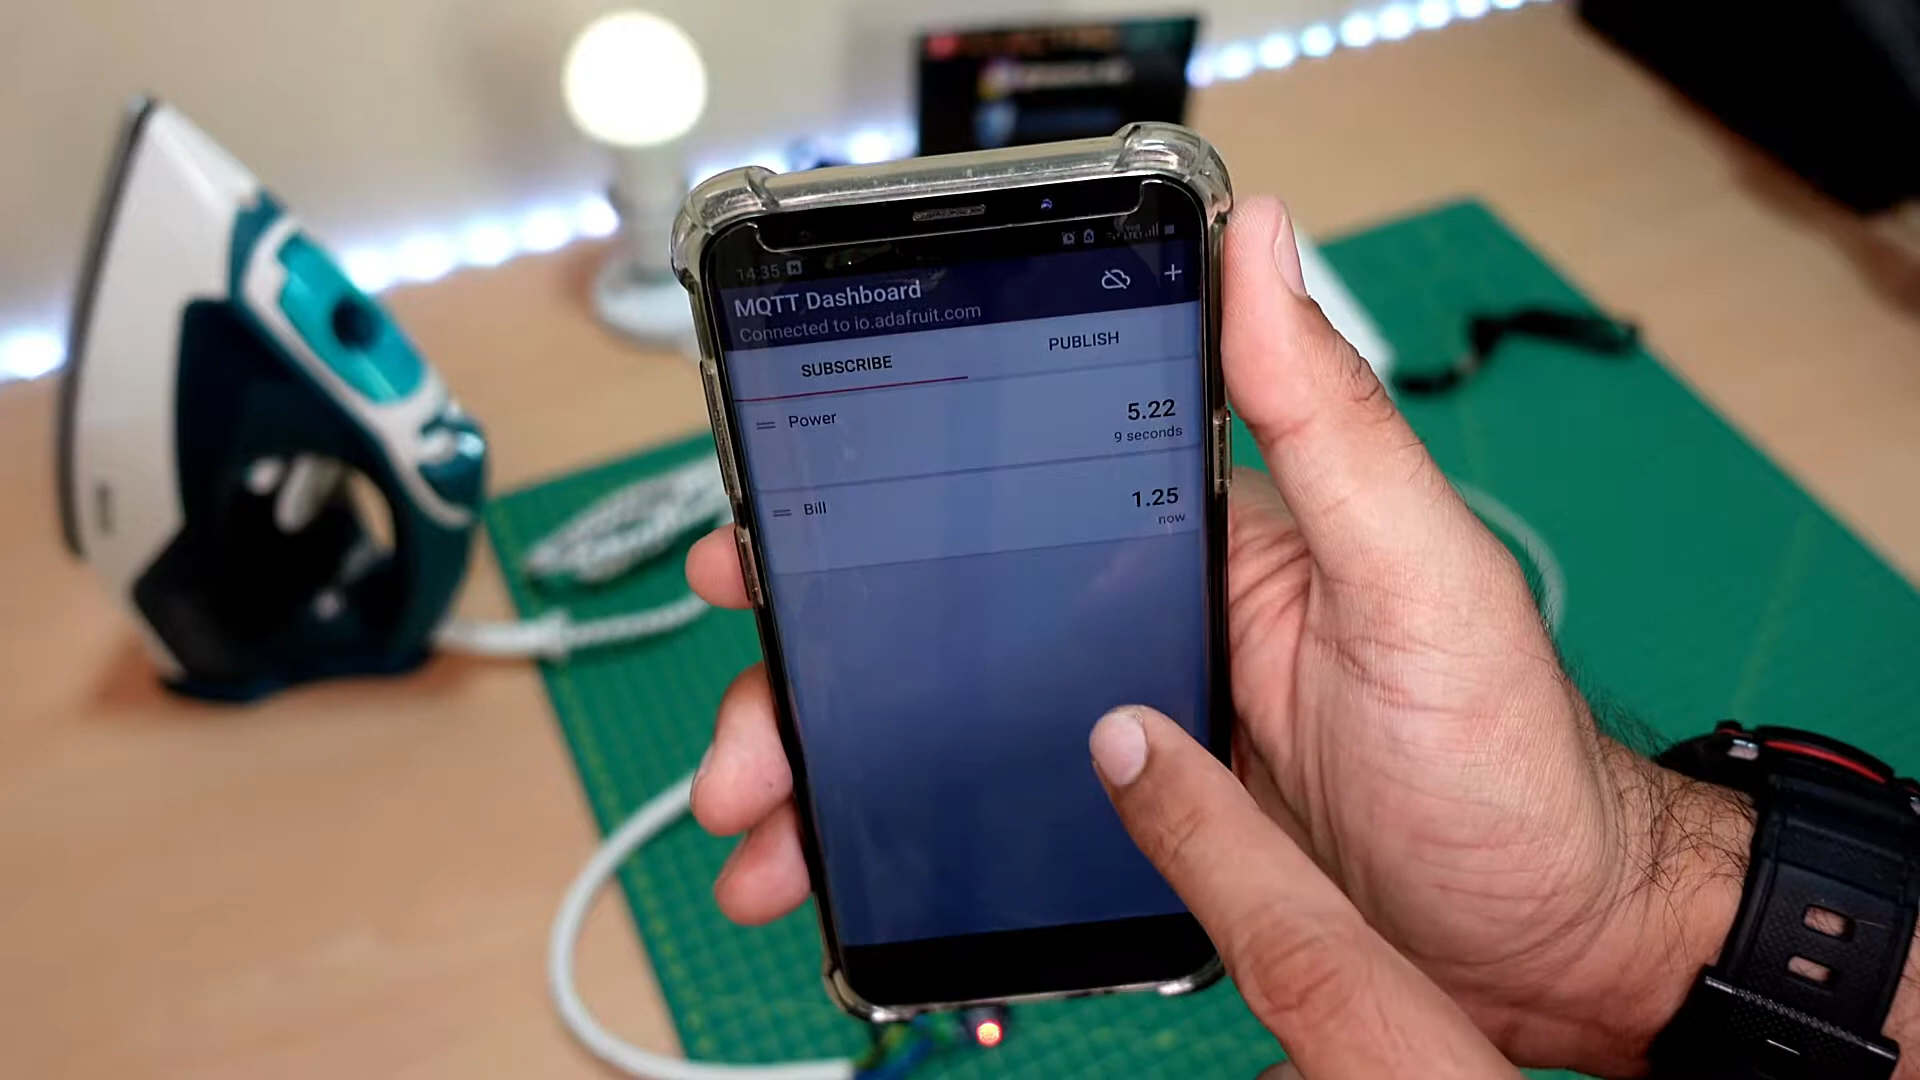 14:35
MQTT Dashboard
Connected to io.adafruit.com
SUBSCRIBE
PUBLISH
Power
5.22
9 seconds
Bill
1.25
now